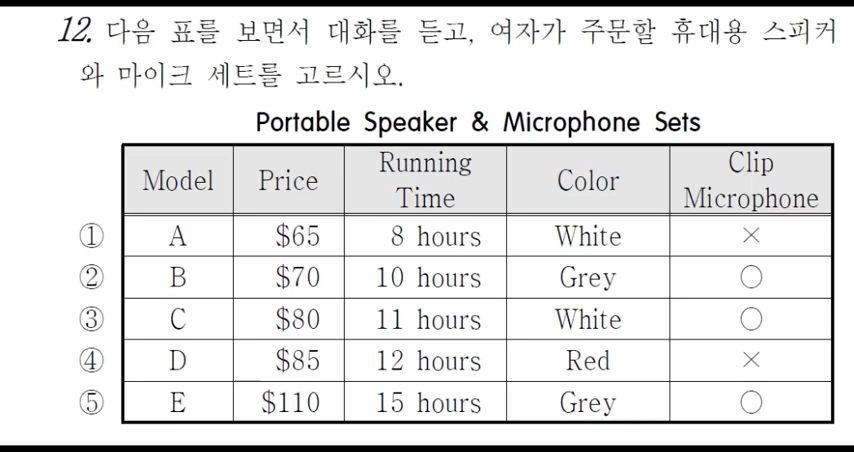 12. 다음 표를 보면서 대화를 듣고, 여자가 주문할 휴대용 스피커
와 마이크 세트를 고르시오.
Portable Speaker & Microphone Sets
Model Price Running Time Color Clip Microphone
① A $65 8 hours White ×
② B $70 10 hours Grey ○
③ C $80 11 hours White ○
④ D $85 12 hours Red ×
⑤ E $110 15 hours Grey ○